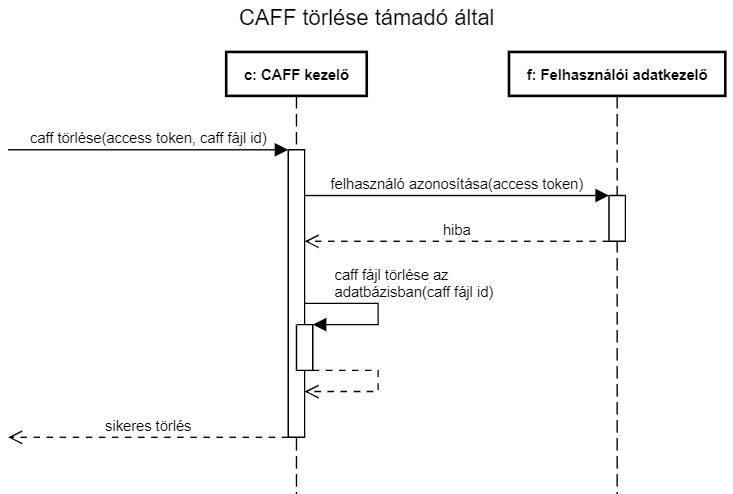 CAFF törlése támadó által
c: CAFF kezelő
f: Felhasználói adatkezelő
caff törlése(access token, caff fájl id)
felhasználó azonosítása(access token)
hiba
caff fájl törlése az
adatbázisban(caff fájl id)
sikeres törlés